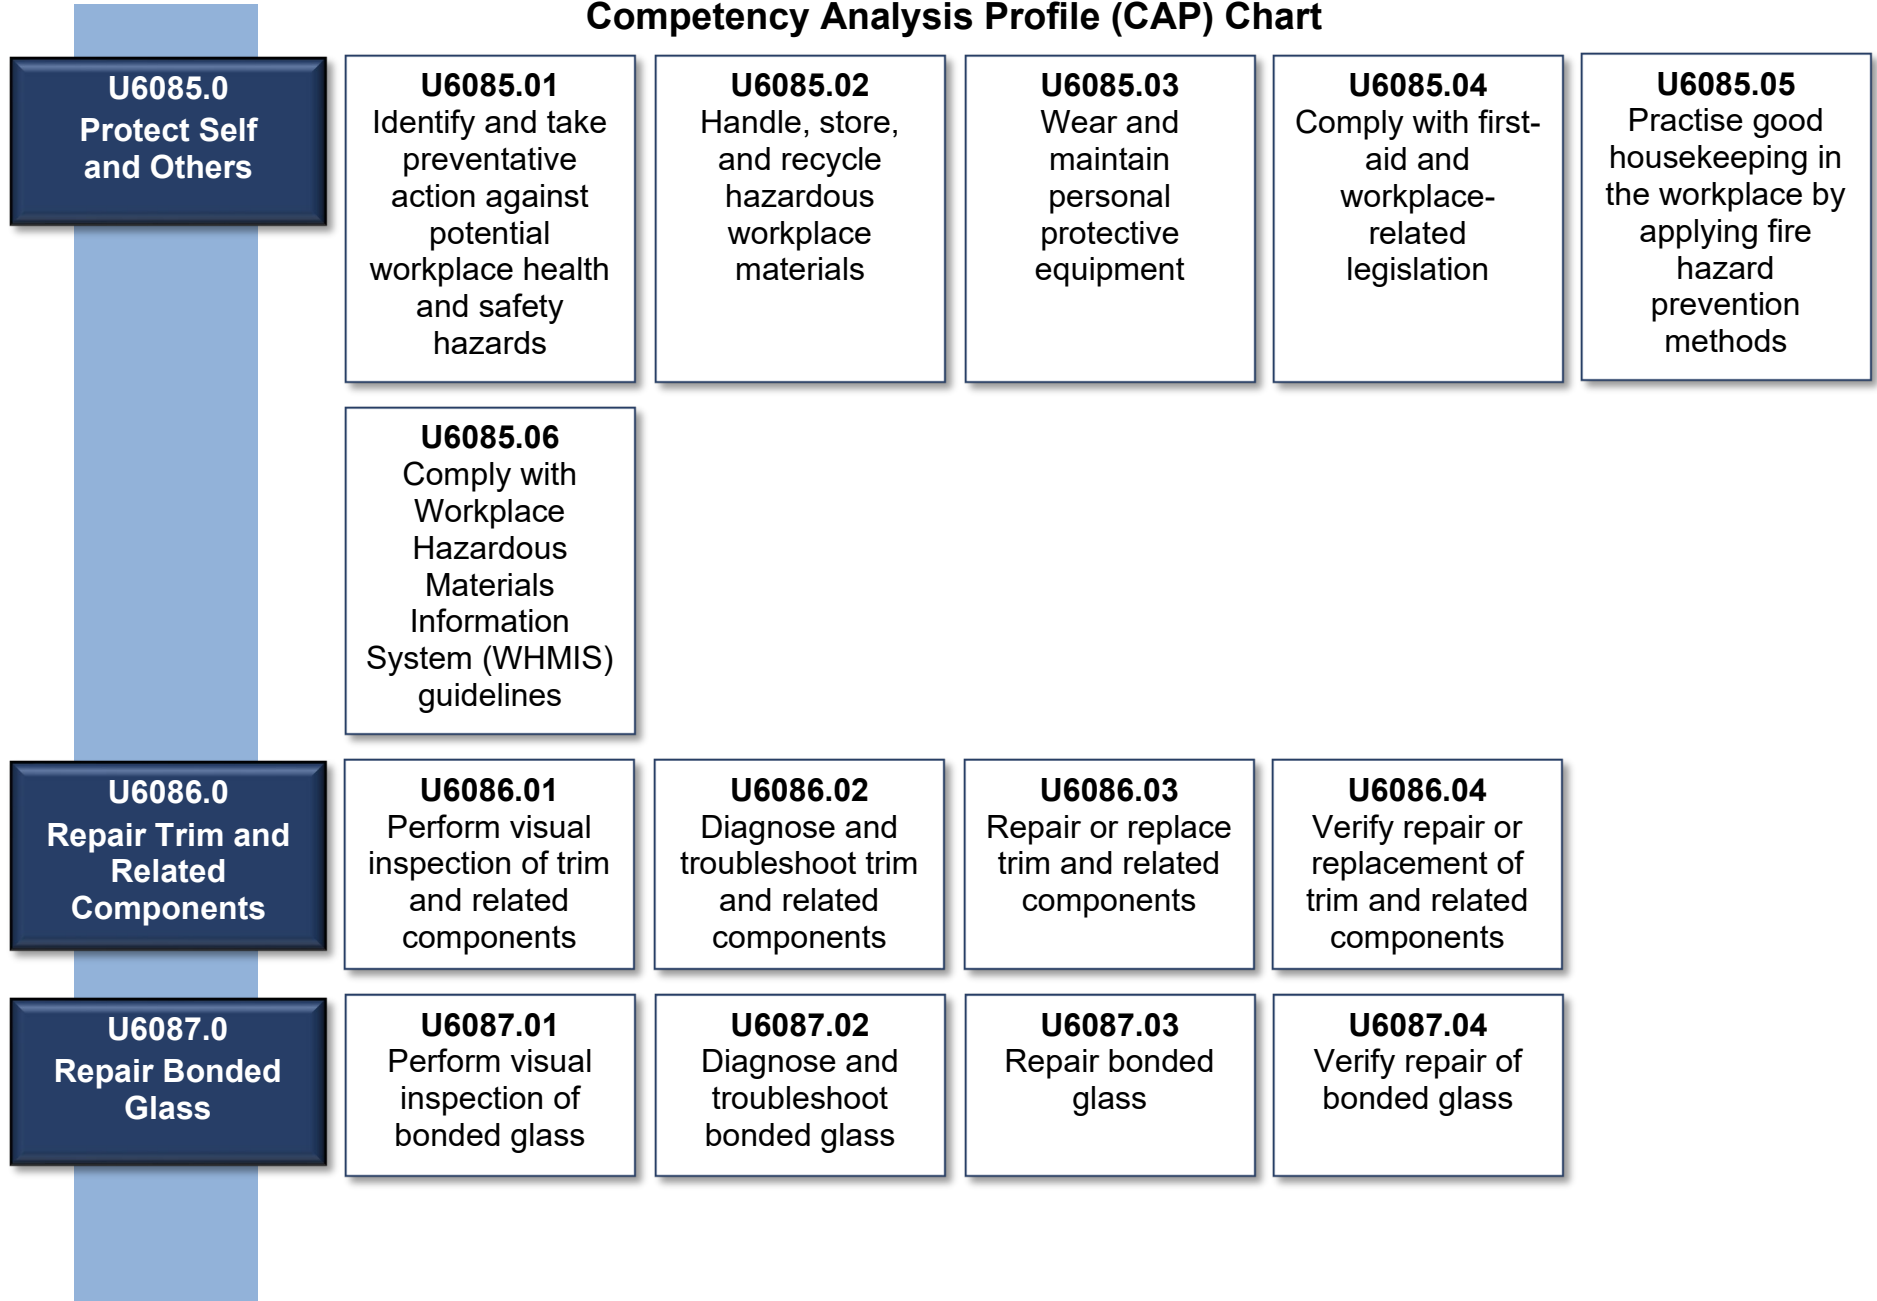 Competency Analysis Profile (CAP) Chart
U6085.0
Protect Self
and Others
U6085.01
Identify and take
preventative
action against
potential
workplace health
and safety
hazards
U6085.02
Handle, store,
and recycle
hazardous
workplace
materials
U6085.03
Wear and
maintain
personal
protective
equipment
U6085.04
Comply with first-
aid and
workplace-
related
legislation
U6085.05
Practise good
housekeeping in
the workplace by
applying fire
hazard
prevention
methods
U6085.06
Comply with
Workplace
Hazardous
Materials
Information
System (WHMIS)
guidelines
U6086.0
Repair Trim and
Related
Components
U6086.01
Perform visual
inspection of trim
and related
components
U6086.02
Diagnose and
troubleshoot trim
and related
components
U6086.03
Repair or replace
trim and related
components
U6086.04
Verify repair or
replacement of
trim and related
components
U6087.0
Repair Bonded
Glass
U6087.01
Perform visual
inspection of
bonded glass
U6087.02
Diagnose and
troubleshoot
bonded glass
U6087.03
Repair bonded
glass
U6087.04
Verify repair of
bonded glass